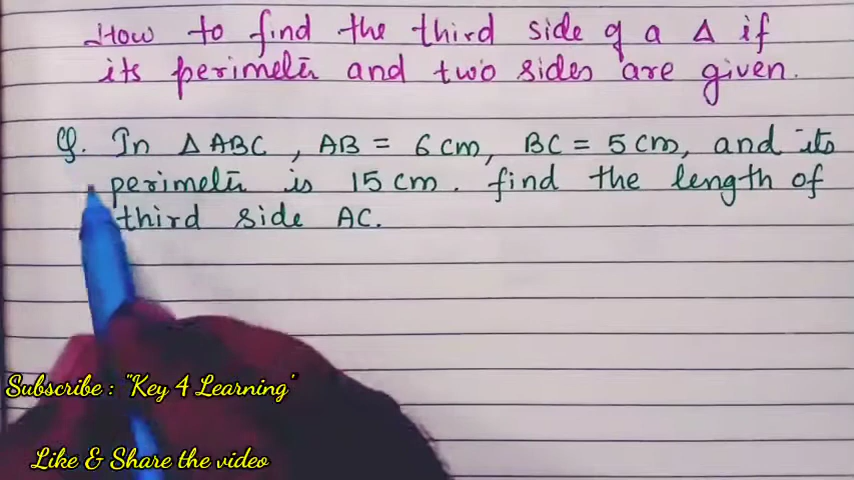 How to find the third side of a Δ if
its perimeter and two sides are given.
Q. In Δ ABC, AB = 6 cm, BC = 5 cm, and its
perimeter is 15 cm. find the length of
third side AC.
Subscribe : "Key 4 Learning"
Like & Share the video